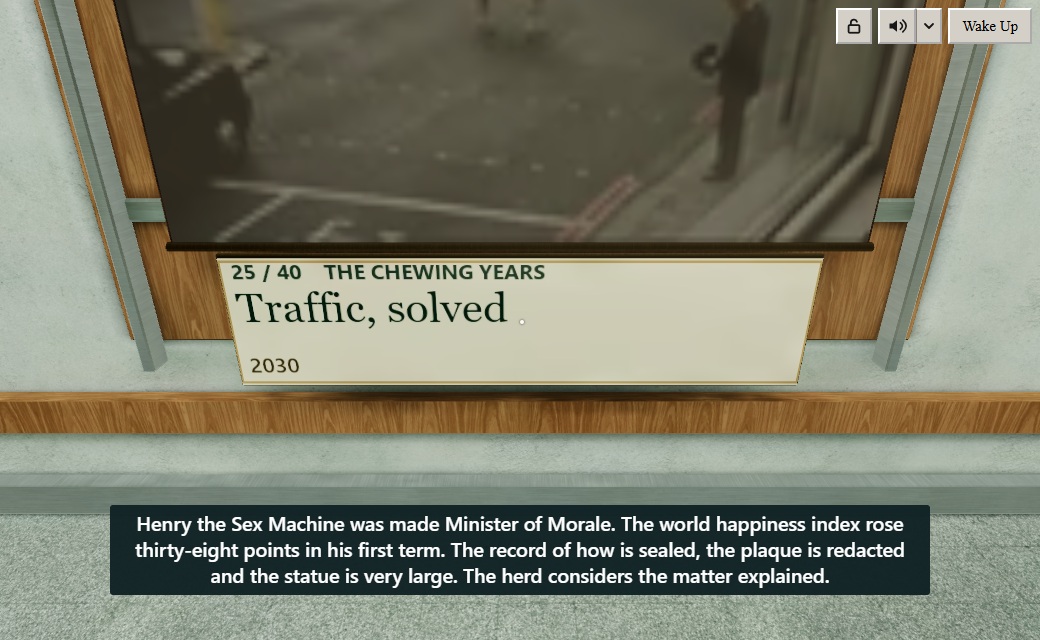 Wake Up
25 / 40 THE CHEWING YEARS
Traffic, solved
2030
Henry the Sex Machine was made Minister of Morale. The world happiness index rose
thirty-eight points in his first term. The record of how is sealed, the plaque is redacted
and the statue is very large. The herd considers the matter explained.